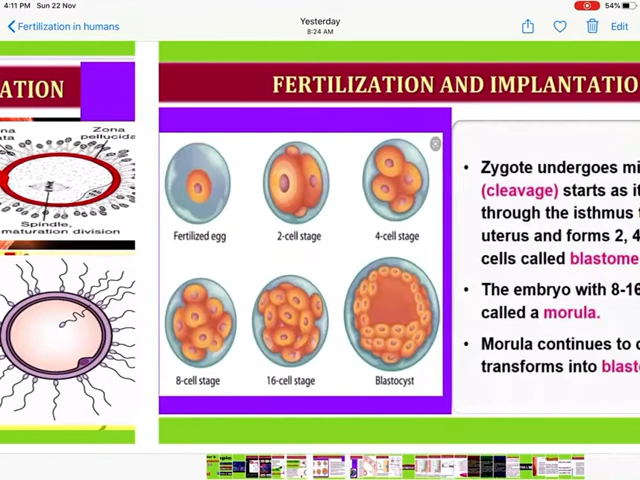 4:11 PM Sun 22 Nov
54%
Fertilization in humans
Yesterday
8:24 AM
Edit
ATION
Zona
pellucida
Spindle,
maturation division
FERTILIZATION AND IMPLANTATIO
Fertilized egg
2-cell stage
4-cell stage
8-cell stage
16-cell stage
Blastocyst
• Zygote undergoes mi
(cleavage) starts as it
through the isthmus
uterus and forms 2, 4
cells called blastome
• The embryo with 8-16
called a morula.
• Morula continues to
transforms into blast